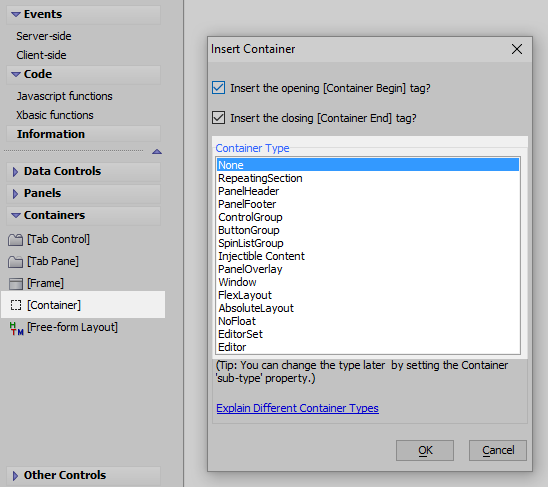 Events
Server-side
Client-side
Code
Javascript functions
Xbasic functions
Information
Data Controls
Panels
Containers
[Tab Control]
[Tab Pane]
[Frame]
[Container]
HTM [Free-form Layout]
Other Controls
Insert Container
Insert the opening [Container Begin] tag?
Insert the closing [Container End] tag?
Container Type
None
RepeatingSection
PanelHeader
PanelFooter
ControlGroup
ButtonGroup
SpinListGroup
Injectible Content
PanelOverlay
Window
FlexLayout
AbsoluteLayout
NoFloat
EditorSet
Editor
(Tip: You can change the type later by setting the Container
'sub-type' property.)
Explain Different Container Types
OK Cancel